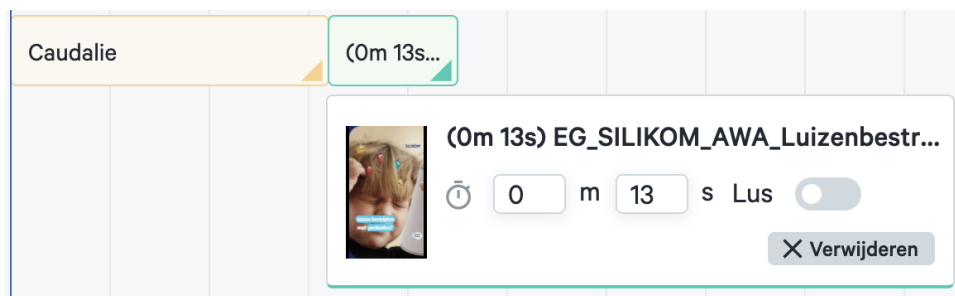 Caudalie
(0m 13s...
(0m 13s) EG_SILIKOM_AWA_Luizenbestr...
0 m 13 s Lus
Verwijderen